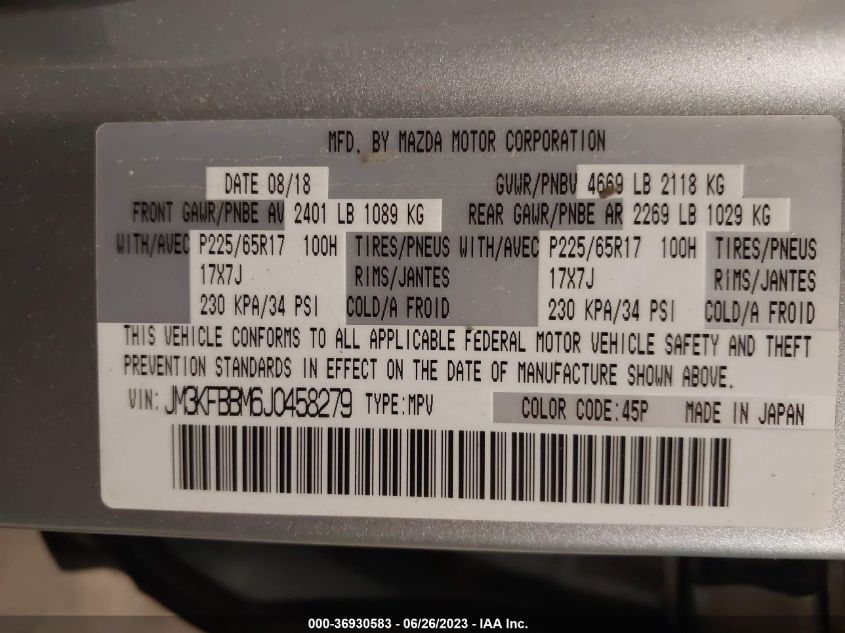 MFD. BY MAZDA MOTOR CORPORATION
DATE 08/18 GVWR/PNBV 4669 LB 2118 KG
FRONT GAWR/PNBE AV 2401 LB 1089 KG REAR GAWR/PNBE AR 2269 LB 1029 KG
WITH/AVEC P225/65R17 100H TIRES/PNEUS WITH/AVEC P225/65R17 100H TIRES/PNEUS
17X7J RIMS/JANTES 17X7J RIMS/JANTES
230 KPA/34 PSI COLD/A FROID 230 KPA/34 PSI COLD/A FROID
THIS VEHICLE CONFORMS TO ALL APPLICABLE FEDERAL MOTOR VEHICLE SAFETY AND THEFT
PREVENTION STANDARDS IN EFFECT ON THE DATE OF MANUFACTURE SHOWN ABOVE.
VIN: JM3KFBBM6J0458279 TYPE:MPV COLOR CODE:45P MADE IN JAPAN
000-36930583 - 06/26/2023 - IAA Inc.